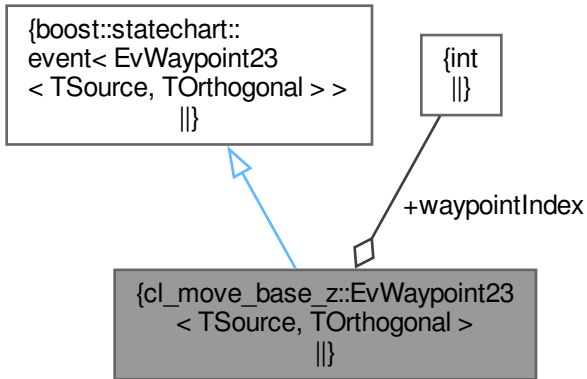 {boost::statechart::
event< EvWaypoint23
< TSource, TOrthogonal > >
||}
{int
||}
+waypointIndex
{cl_move_base_z::EvWaypoint23
< TSource, TOrthogonal >
||}